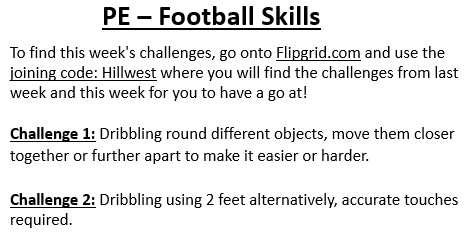 PE – Football Skills
To find this week's challenges, go onto Flipgrid.com and use the
joining code: Hillwest where you will find the challenges from last
week and this week for you to have a go at!
Challenge 1: Dribbling round different objects, move them closer
together or further apart to make it easier or harder.
Challenge 2: Dribbling using 2 feet alternatively, accurate touches
required.